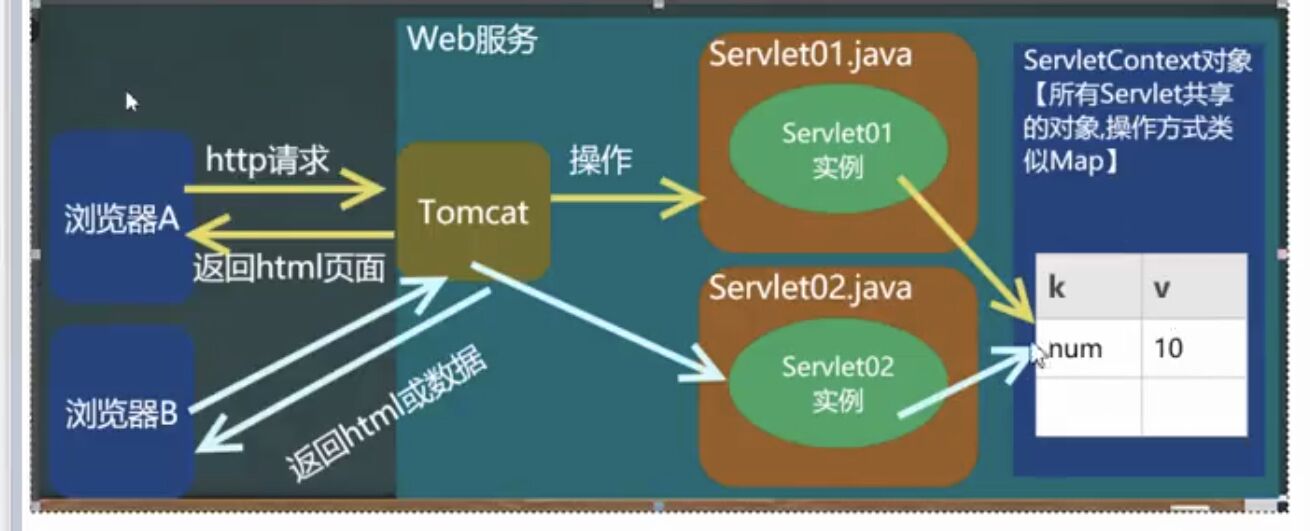 Web服务
Servlet01.java
ServletContext对象
【所有Servlet共享
的对象,操作方式类
似Map】
Servlet01
实例
http请求
操作
浏览器A
Tomcat
返回html页面
Servlet02.java
k v
num 10
Servlet02
实例
浏览器B
返回html或数据